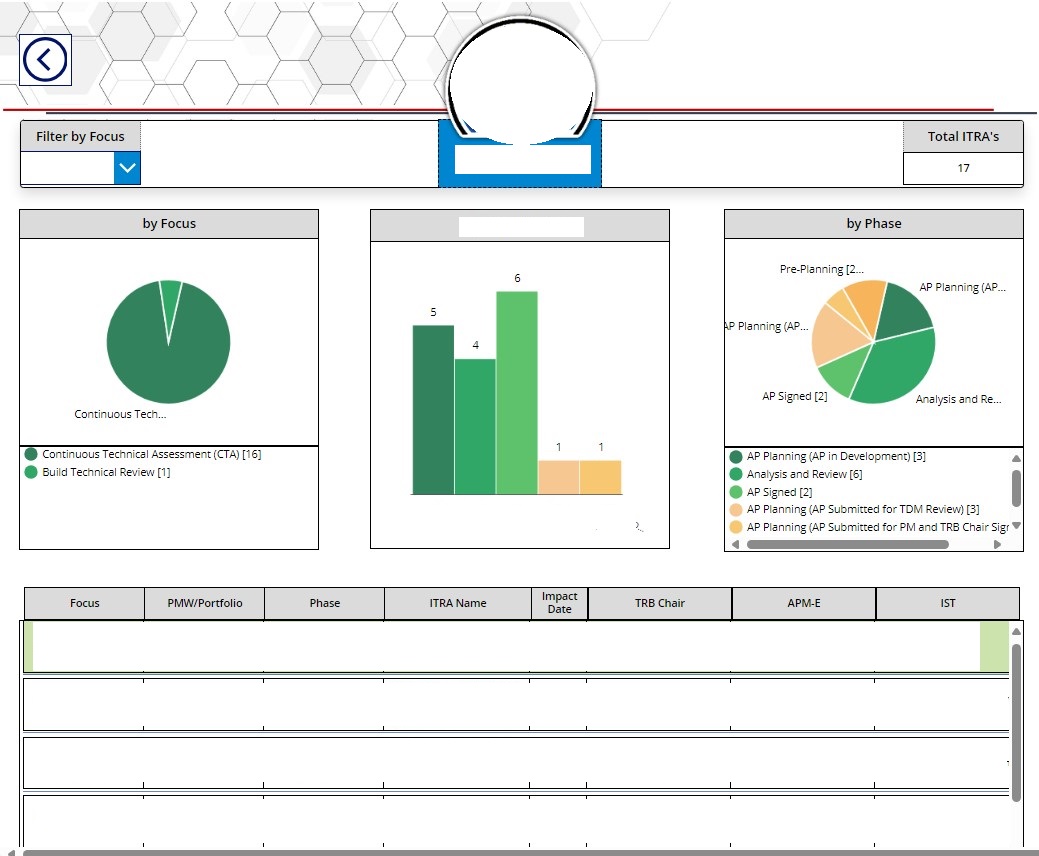 Filter by Focus
Total ITRA's
17
by Focus
by Phase
Continuous Tech...
Continuous Technical Assessment (CTA) [16]
Build Technical Review [1]
5
4
6
1
1
Pre-Planning [2...
AP Planning (AP...
AP Planning (AP...
AP Signed [2]
Analysis and Re...
AP Planning (AP in Development) [3]
Analysis and Review [6]
AP Signed [2]
AP Planning (AP Submitted for TDM Review) [3]
AP Planning (AP Submitted for PM and TRB Chair Sigr
Focus
PMW/Portfolio
Phase
ITRA Name
Impact
Date
TRB Chair
APM-E
IST